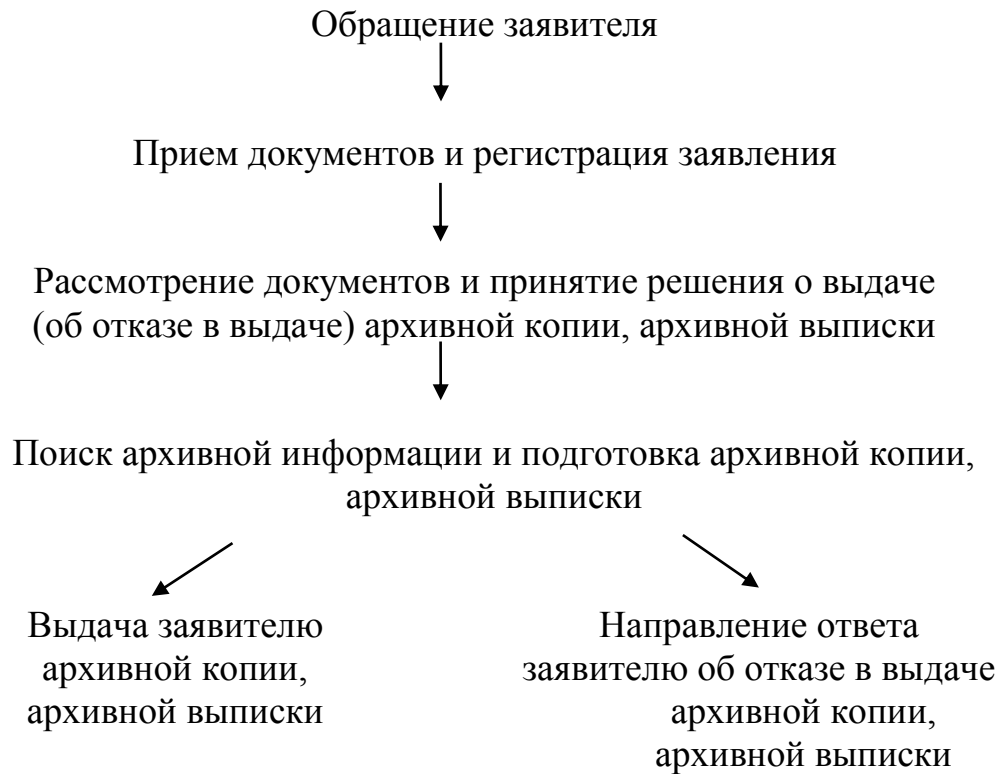 Обращение заявителя
Прием документов и регистрация заявления
Рассмотрение документов и принятие решения о выдаче
(об отказе в выдаче) архивной копии, архивной выписки
Поиск архивной информации и подготовка архивной копии,
архивной выписки
Выдача заявителю
архивной копии,
архивной выписки
Направление ответа
заявителю об отказе в выдаче
архивной копии,
архивной выписки